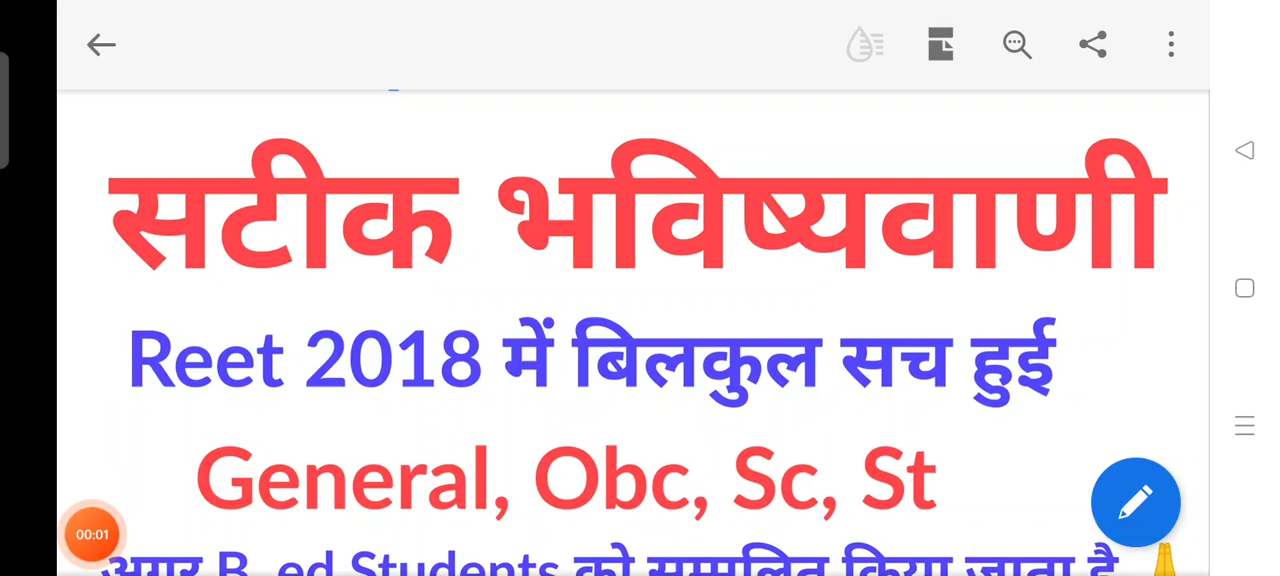 सटीक भविष्यवाणी
Reet 2018 में बिलकुल सच हुई
General, Obc, Sc, St
00:01
अगर B. ed Students को सम्मलित किया जाता है 🙏